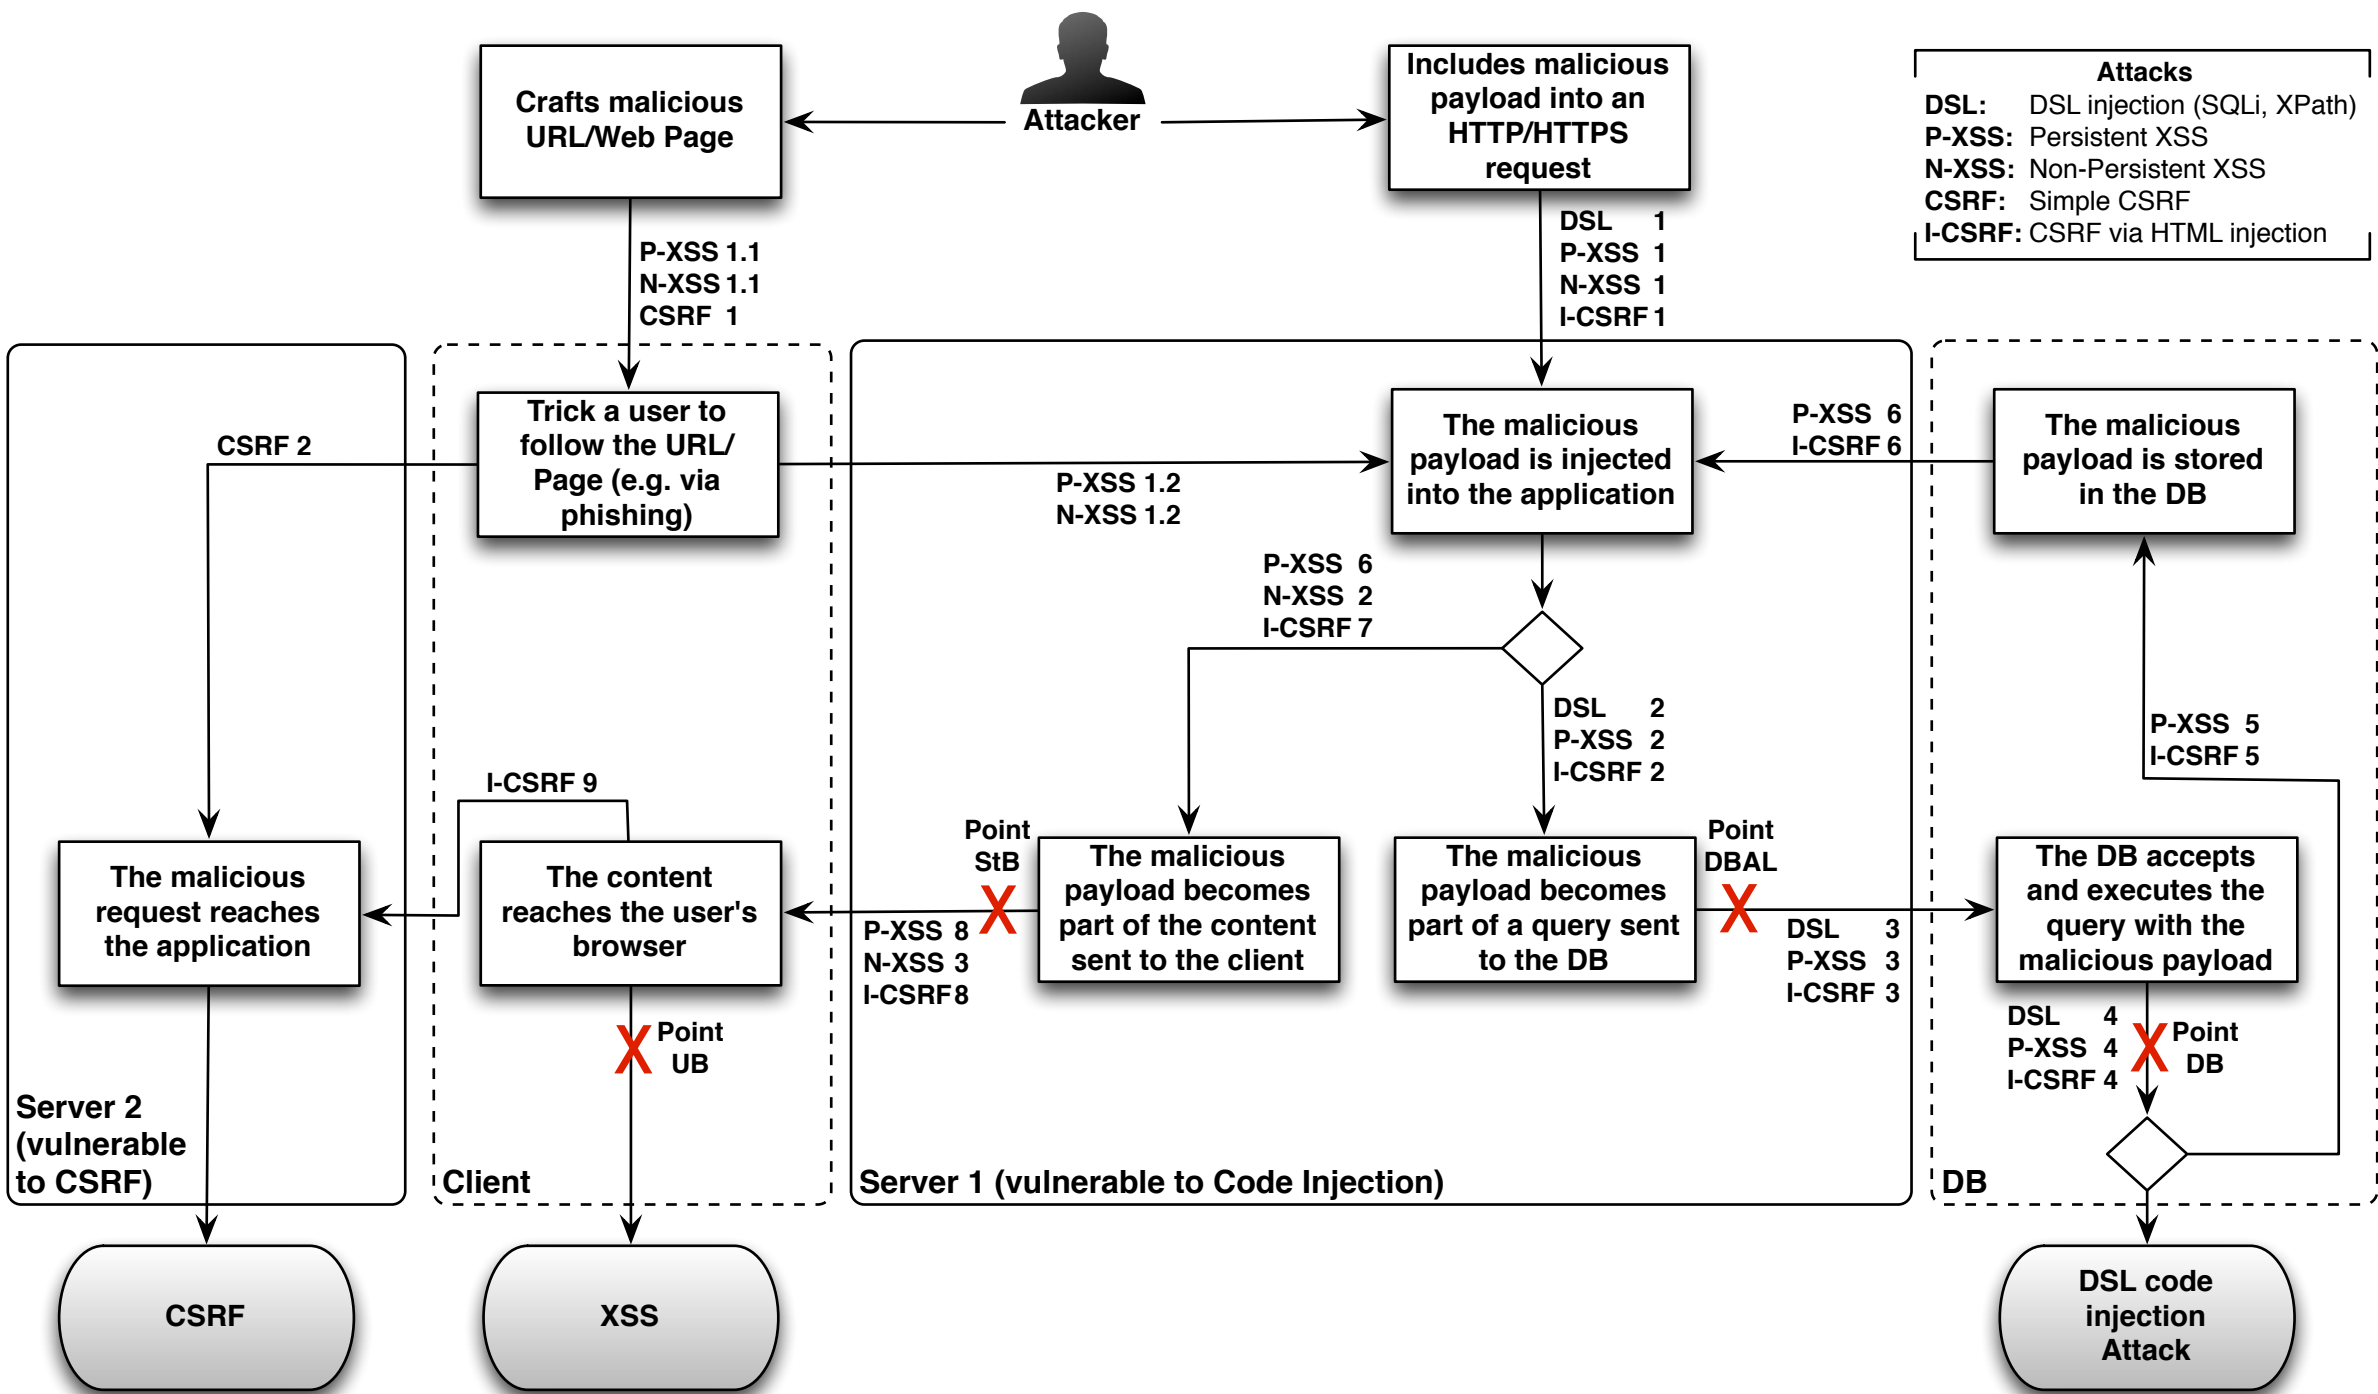 Attacker
Crafts malicious
URL/Web Page
Includes malicious
payload into an
HTTP/HTTPS
request
Attacks
DSL: DSL injection (SQLi, XPath)
P-XSS: Persistent XSS
N-XSS: Non-Persistent XSS
CSRF: Simple CSRF
I-CSRF: CSRF via HTML injection
P-XSS 1.1
N-XSS 1.1
CSRF 1
DSL 1
P-XSS 1
N-XSS 1
I-CSRF 1
CSRF 2
Trick a user to
follow the URL/
Page (e.g. via
phishing)
P-XSS 1.2
N-XSS 1.2
The malicious
payload is injected
into the application
P-XSS 6
I-CSRF 6
The malicious
payload is stored
in the DB
P-XSS 6
N-XSS 2
I-CSRF 7
DSL 2
P-XSS 2
I-CSRF 2
P-XSS 5
I-CSRF 5
I-CSRF 9
The malicious
request reaches
the application
The content
reaches the user's
browser
Point
StB
X
P-XSS 8
N-XSS 3
I-CSRF 8
The malicious
payload becomes
part of the content
sent to the client
The malicious
payload becomes
part of a query sent
to the DB
Point
DBAL
X
DSL 3
P-XSS 3
I-CSRF 3
The DB accepts
and executes the
query with the
malicious payload
X
Point
UB
DSL 4
P-XSS 4
I-CSRF 4
X
Point
DB
Server 2
(vulnerable
to CSRF)
Client
Server 1 (vulnerable to Code Injection)
DB
CSRF
XSS
DSL code
injection
Attack